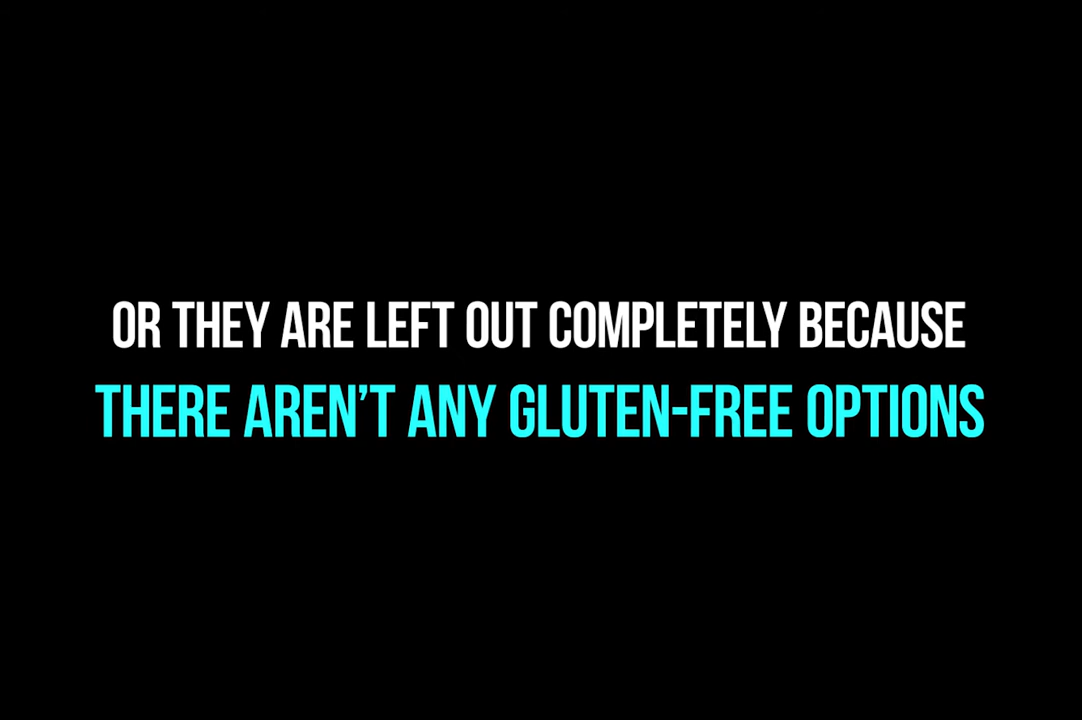 OR THEY ARE LEFT OUT COMPLETELY BECAUSE
THERE AREN’T ANY GLUTEN-FREE OPTIONS